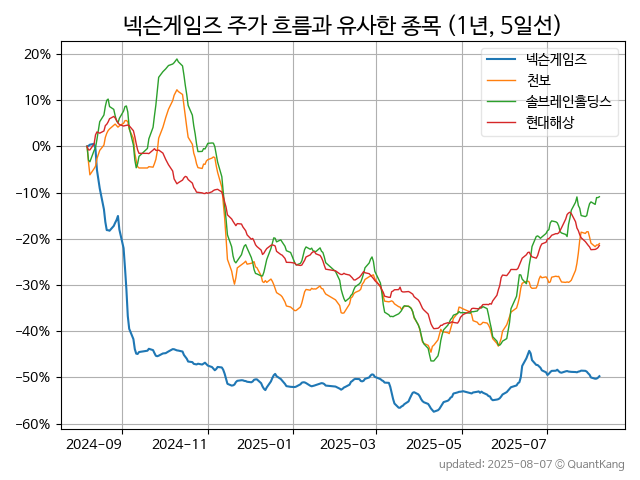 넥슨게임즈 주가 흐름과 유사한 종목 (1년, 5일선)
넥슨게임즈
천보
솔브레인홀딩스
현대해상
20%
10%
0%
−10%
−20%
−30%
−40%
−50%
−60%
2024-09
2024-11
2025-01
2025-03
2025-05
2025-07
updated: 2025-08-07 © QuantKang